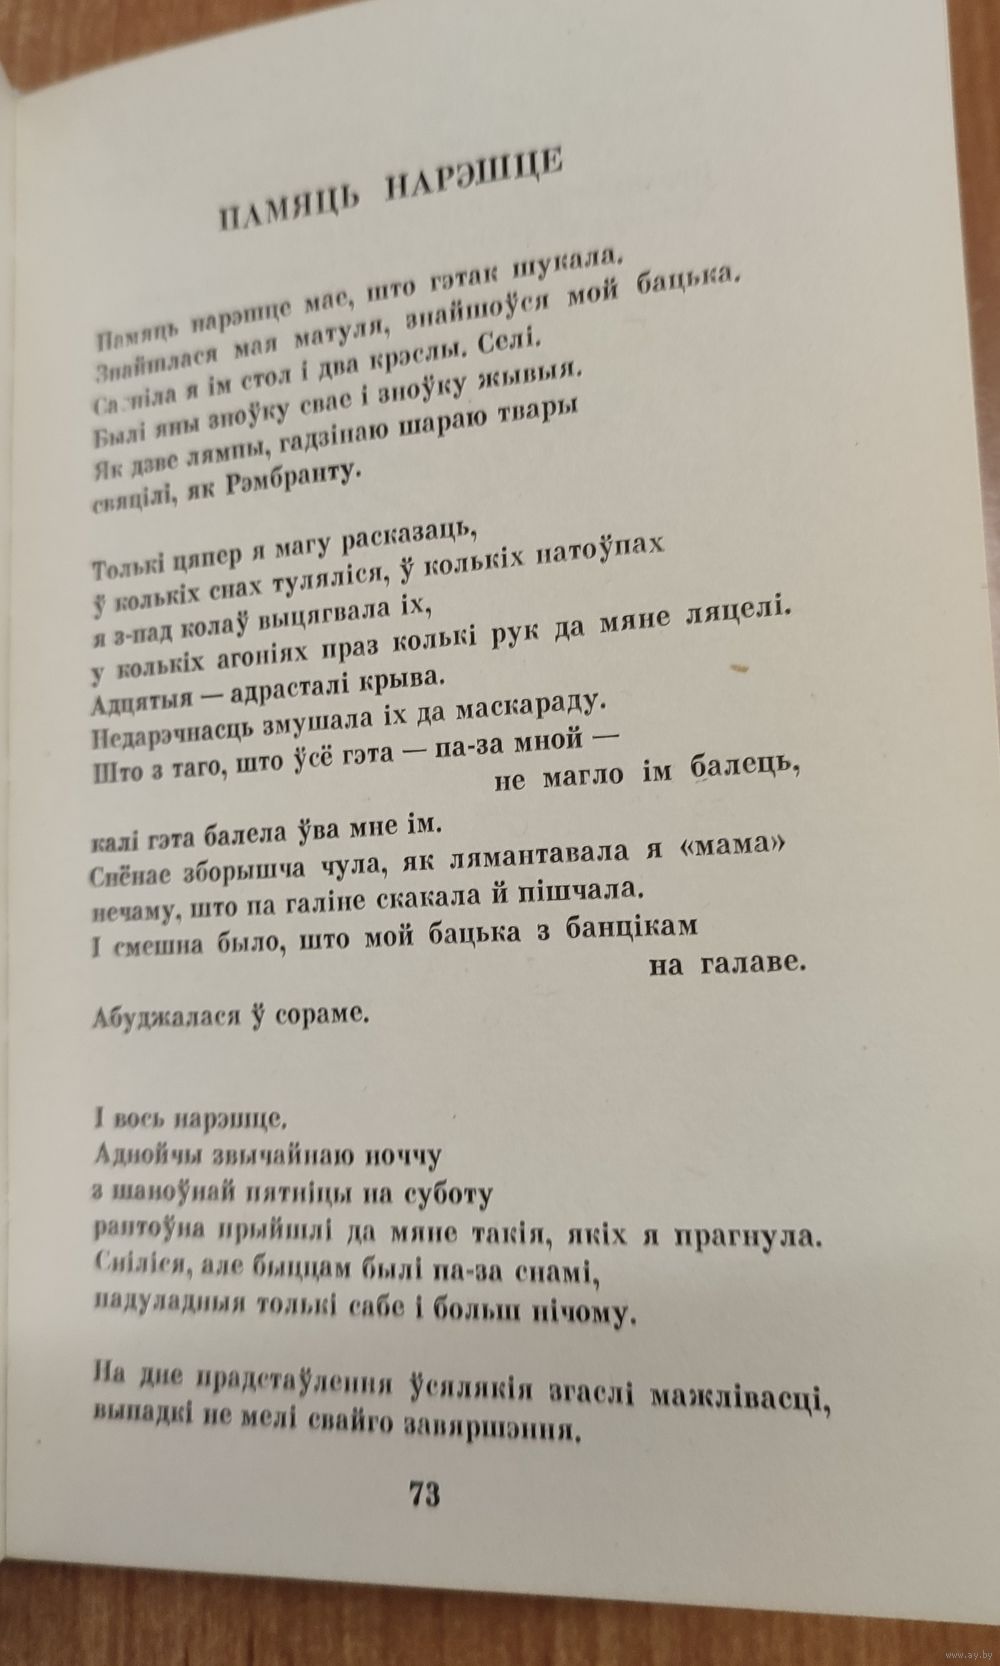 ПАМЯЦЬ НАРЭШЦЕ
Памяць нарэшце мае, што гэтак шукала.
Знайшлася мая матуля, знайшоўся мой бацька.
я ім стол і два крэслы. Селі.
Былі яны зноўку свае і зноўку жывыя.
Як дзве лямпы, гадзінаю шараю твары
свяцілі, як Рэмбранту.
Толькі цяпер я магу расказаць,
ў колькіх снах туляліся, ў колькіх натоўпах
я з-пад колаў выцягвала іх,
у колькіх агоніях праз колькі рук да мяне ляцелі.
Адцятыя — адрасталі крыва.
Недарэчнасць змушала іх да маскараду.
Што з таго, што ўсё гэта — па-за мной —
не магло ім балець,
калі гэта балела ўва мне ім.
Снёнае зборышча чула, як лямантавала я «мама»
нечаму, што па галіне скакала й пішчала.
І смешна было, што мой бацька з банцікам
на галаве.
Абуджалася ў сораме.
І вось нарэшце.
Аднойчы звычайнаю ноччу
з шаноўнай пятніцы на суботу
раптоўна прыйшлі да мяне такія, якіх я прагнула.
Сніліся, але быццам былі па-за снамі,
падуладныя толькі сабе і больш нічому.
На дне прадстаўлення ўсялякія згаслі мажлівасці,
выпадкі не мелі свайго завяршэння.
73
www.ay.by